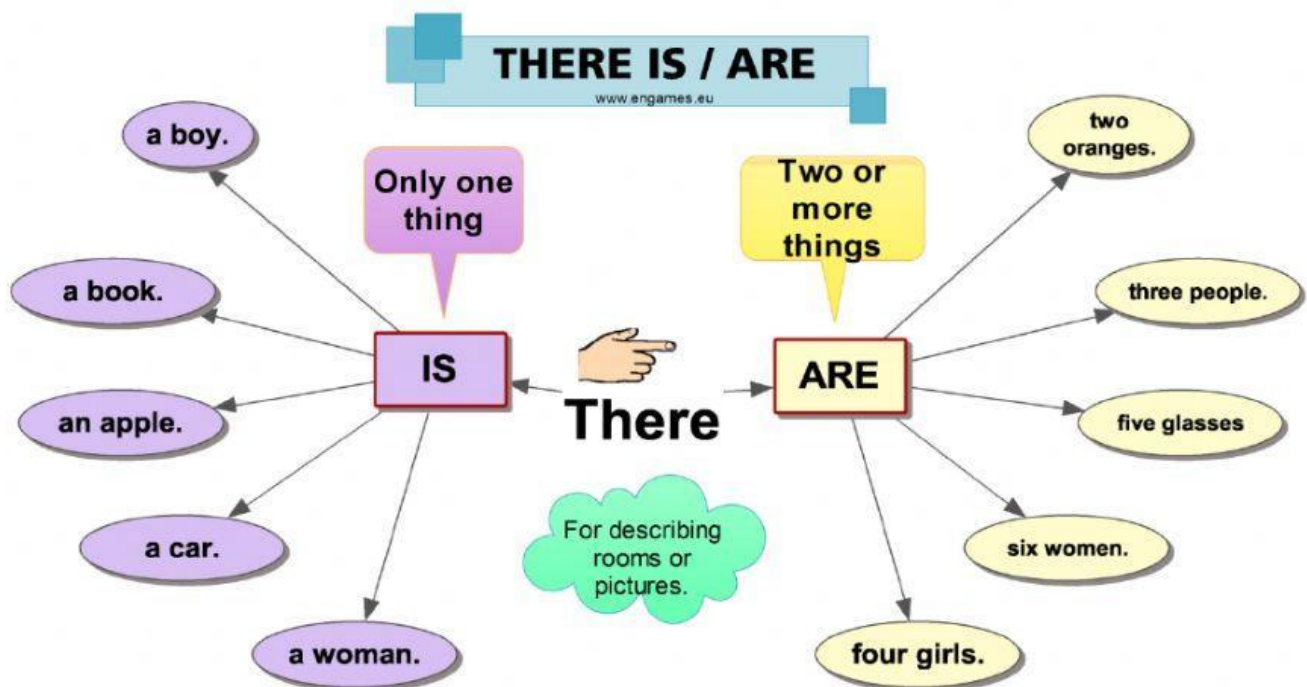 THERE IS / ARE
www.engames.eu
a boy.
Only one
thing
Two or
more
things
two
oranges.
a book.
three people.
IS
ARE
There
an apple.
five glasses
a car.
For describing
rooms or
pictures.
six women.
a woman.
four girls.